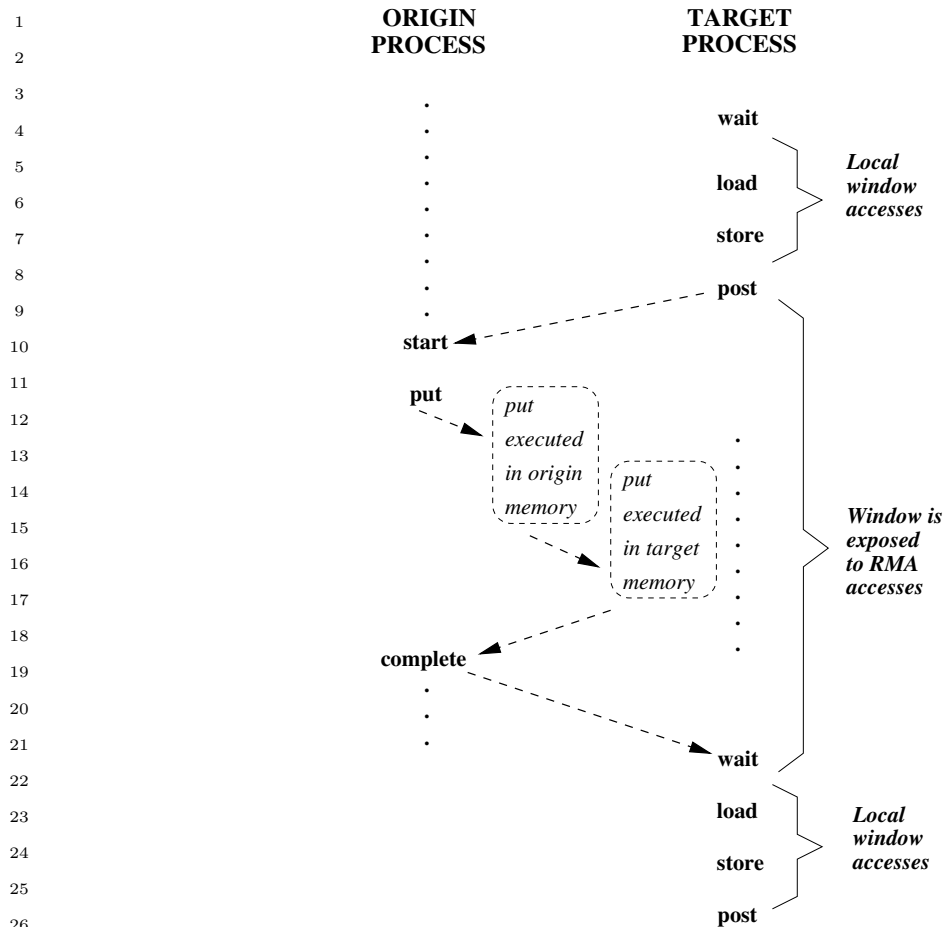 1
ORIGIN PROCESS
TARGET PROCESS
2
3
wait
4
5
Local window accesses
load
6
7
store
8
post
9
start
10
11
put
12
put executed in origin memory
13
14
put executed in target memory
15
Window is exposed to RMA accesses
16
17
18
complete
19
20
21
wait
22
load
23
Local window accesses
24
store
25
post
26